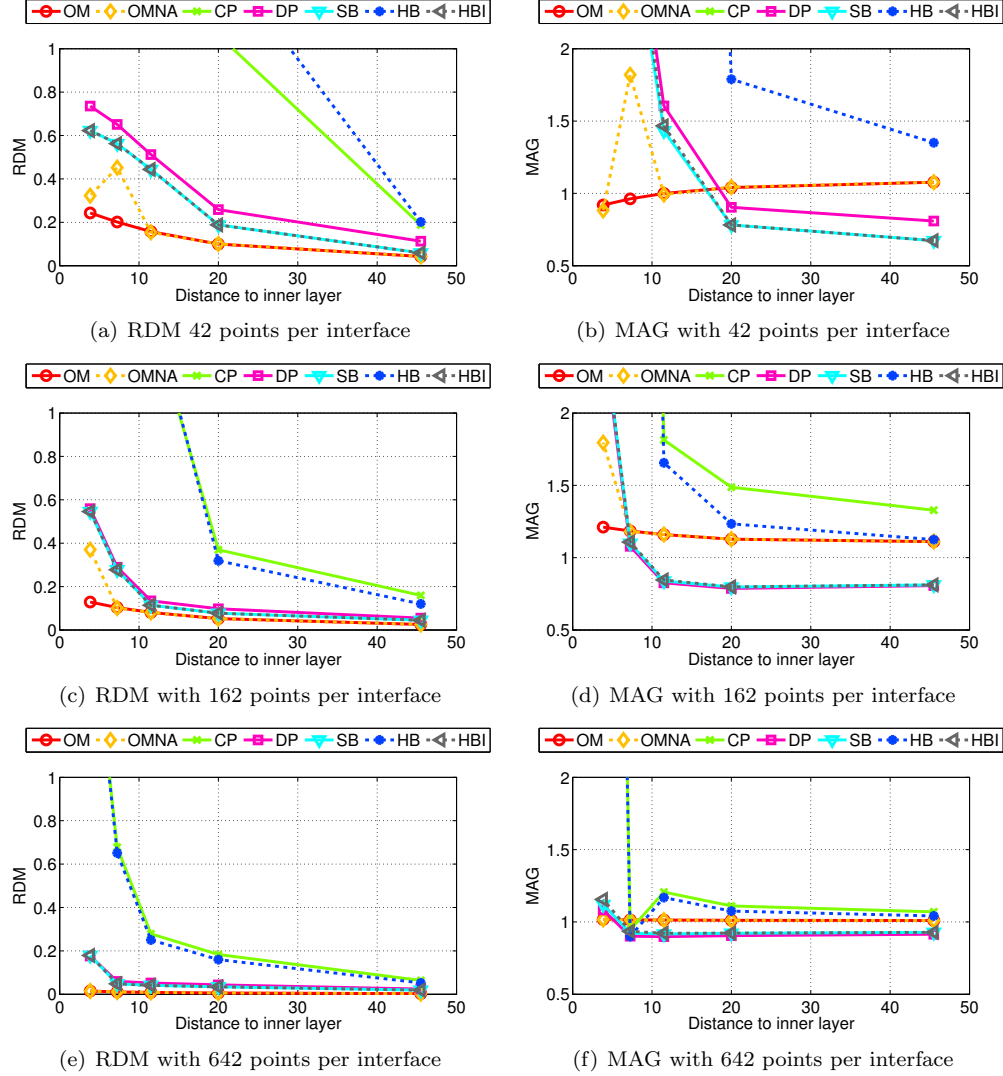 OM OMNA CP DP SB HB HBI
OM OMNA CP DP SB HB HBI
1
0.8
0.6
0.4
0.2
0
RDM
0 10 20 30 40 50
Distance to inner layer
2
1.5
1
0.5
MAG
0 10 20 30 40 50
Distance to inner layer
(a) RDM 42 points per interface
(b) MAG with 42 points per interface
OM OMNA CP DP SB HB HBI
OM OMNA CP DP SB HB HBI
1
0.8
0.6
0.4
0.2
0
RDM
0 10 20 30 40 50
Distance to inner layer
2
1.5
1
0.5
MAG
0 10 20 30 40 50
Distance to inner layer
(c) RDM with 162 points per interface
(d) MAG with 162 points per interface
OM OMNA CP DP SB HB HBI
OM OMNA CP DP SB HB HBI
1
0.8
0.6
0.4
0.2
0
RDM
0 10 20 30 40 50
Distance to inner layer
2
1.5
1
0.5
MAG
0 10 20 30 40 50
Distance to inner layer
(e) RDM with 642 points per interface
(f) MAG with 642 points per interface